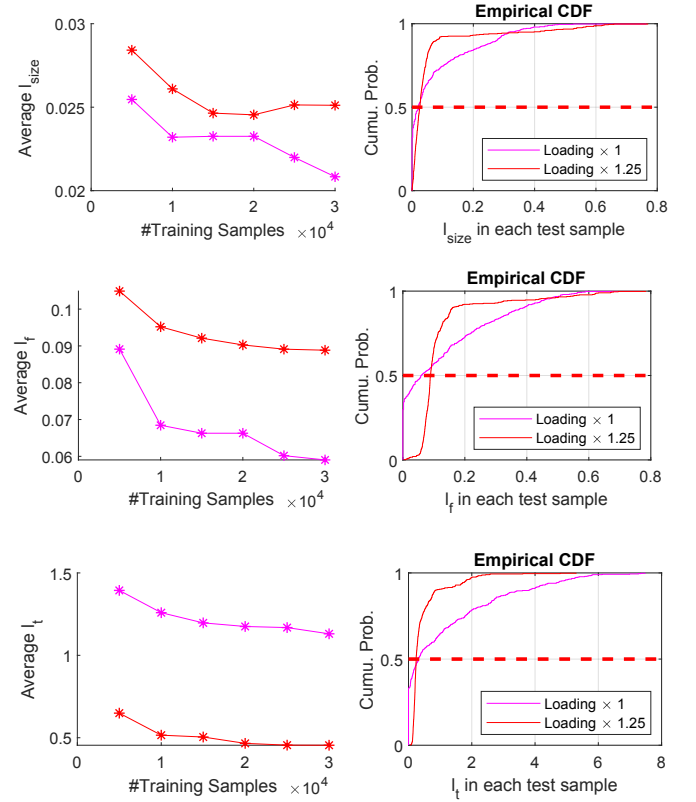 0.03
0.025
0.02
Average I_size
0 1 2 3
#Training Samples ×10^4
Empirical CDF
1
0.5
0
Cumu. Prob.
Loading × 1
Loading × 1.25
0 0.2 0.4 0.6 0.8
I_size in each test sample
0.1
0.09
0.08
0.07
0.06
Average I_f
0 1 2 3
#Training Samples ×10^4
Empirical CDF
1
0.5
0
Cumu. Prob.
Loading × 1
Loading × 1.25
0 0.2 0.4 0.6 0.8
I_f in each test sample
1.5
1
0.5
Average I_t
0 1 2 3
#Training Samples ×10^4
Empirical CDF
1
0.5
0
Cumu. Prob.
Loading × 1
Loading × 1.25
0 2 4 6 8
I_t in each test sample